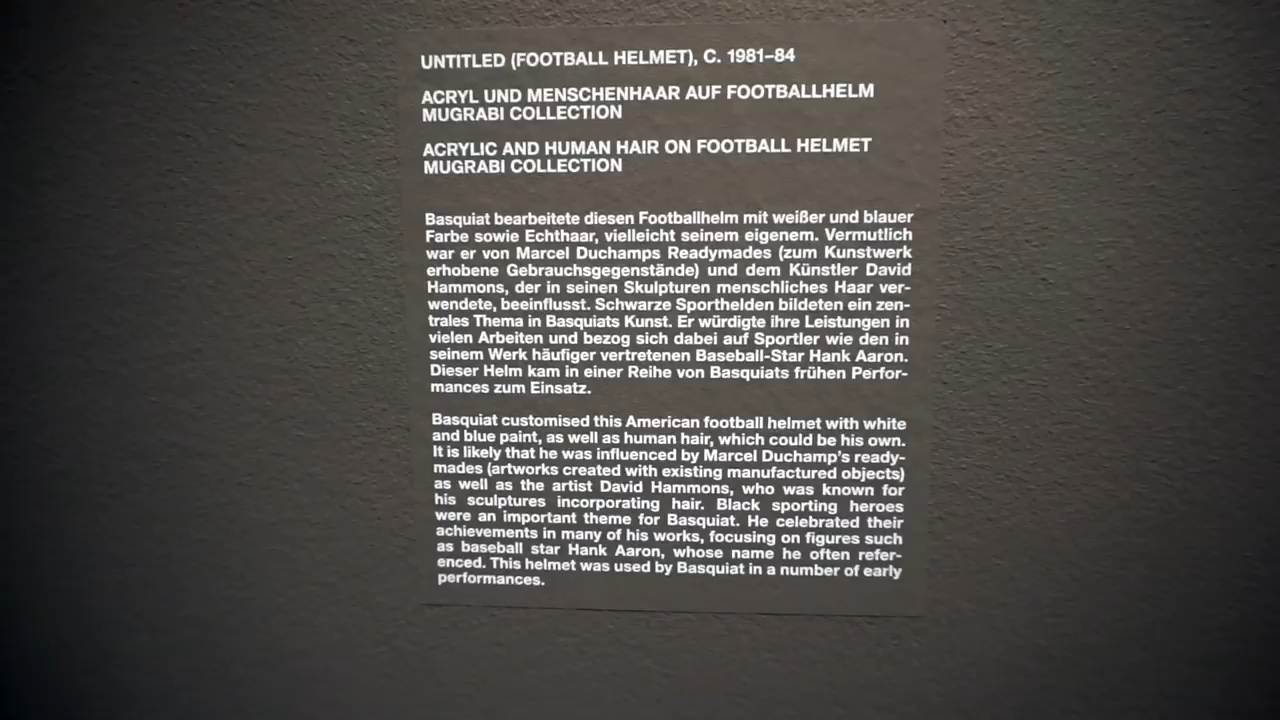 UNTITLED (FOOTBALL HELMET), C. 1981–84
ACRYL UND MENSCHENHAAR AUF FOOTBALLHELM
MUGRABI COLLECTION
ACRYLIC AND HUMAN HAIR ON FOOTBALL HELMET
MUGRABI COLLECTION
Basquiat bearbeitete diesen Footballhelm mit weißer und blauer
Farbe sowie Echthaar, vielleicht seinem eigenem. Vermutlich
war er von Marcel Duchamps Readymades (zum Kunstwerk
erhobene Gebrauchsgegenstände) und dem Künstler David
Hammons, der in seinen Skulpturen menschliches Haar ver-
wendete, beeinflusst. Schwarze Sporthelden bildeten ein zen-
trales Thema in Basquiats Kunst. Er würdigte ihre Leistungen in
vielen Arbeiten und bezog sich dabei auf Sportler wie den in
seinem Werk häufiger vertretenen Baseball-Star Hank Aaron.
Dieser Helm kam in einer Reihe von Basquiats frühen Perfor-
mances zum Einsatz.
Basquiat customised this American football helmet with white
and blue paint, as well as human hair, which could be his own.
It is likely that he was influenced by Marcel Duchamp's ready-
mades (artworks created with existing manufactured objects)
as well as the artist David Hammons, who was known for
his sculptures incorporating hair. Black sporting heroes
were an important theme for Basquiat. He celebrated their
achievements in many of his works, focusing on figures such
as baseball star Hank Aaron, whose name he often refer-
enced. This helmet was used by Basquiat in a number of early
performances.